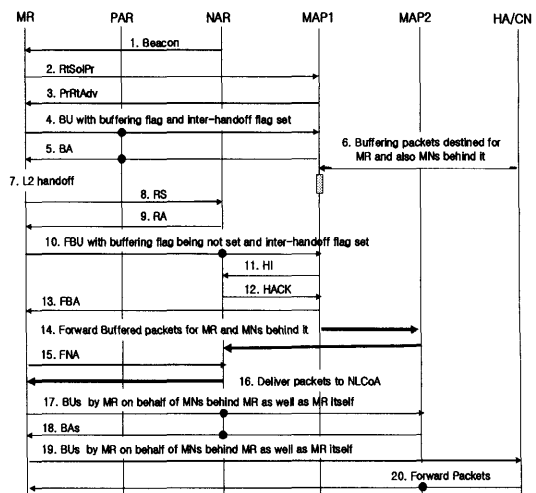 MR PAR NAR MAP1 MAP2 HA/CN
1. Beacon
2. RtSolPr
3. PrRtAdv
4. BU with buffering flag and inter-handoff flag set
5. BA
6. Buffering packets destined for
MR and also MNs behind it
7. L2 handoff
8. RS
9. RA
10. FBU with buffering flag being not set and inter-handoff flag set
11. HI
12. HACK
13. FBA
14. Forward Buffered packets for MR and MNs behind it
15. FNA
16. Deliver packets to NLCoA
17. BUs by MR on behalf of MNs behind MR as well as MR itself
18. BAs
19. BUs by MR on behalf of MNs behind MR as well as MR itself
20. Forward Packets